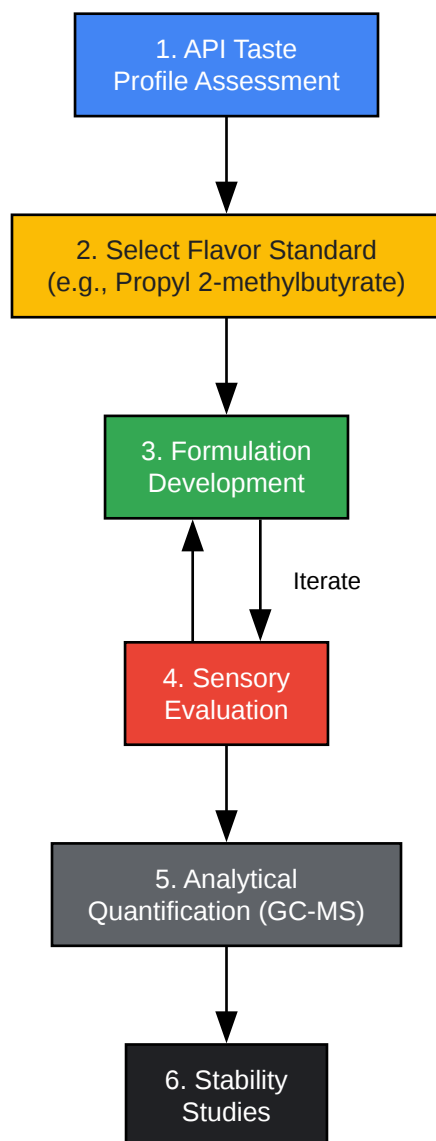 1. API Taste
Profile Assessment
2. Select Flavor Standard
(e.g., Propyl 2-methylbutyrate)
3. Formulation
Development
Iterate
4. Sensory
Evaluation
5. Analytical
Quantification (GC-MS)
6. Stability
Studies